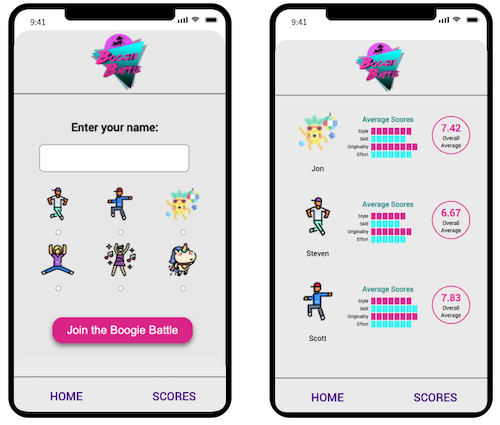 9:41
BOOGIE
BATTLE
Enter your name:
Join the Boogie Battle
HOME
SCORES
9:41
BOOGIE
BATTLE
Average Scores
Style
Skill
Originality
Effort
7.42
Overall
Average
Jon
Average Scores
Style
Skill
Originality
Effort
6.67
Overall
Average
Steven
Average Scores
Style
Skill
Originality
Effort
7.83
Overall
Average
Scott
HOME
SCORES